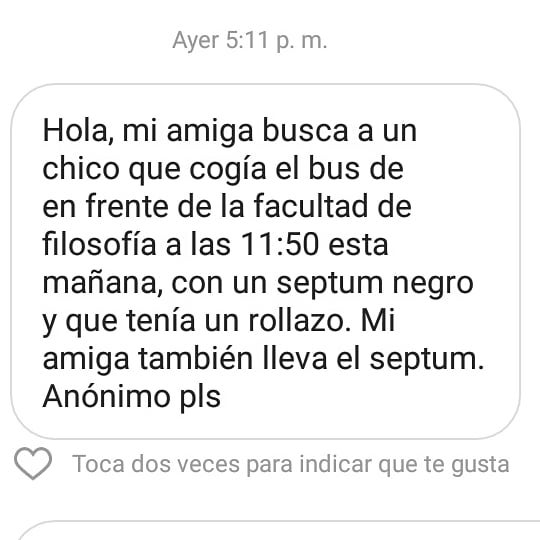 Ayer 5:11 p. m.
Hola, mi amiga busca a un
chico que cogía el bus de
en frente de la facultad de
filosofía a las 11:50 esta
mañana, con un septum negro
y que tenía un rollazo. Mi
amiga también lleva el septum.
Anónimo pls
Toca dos veces para indicar que te gusta